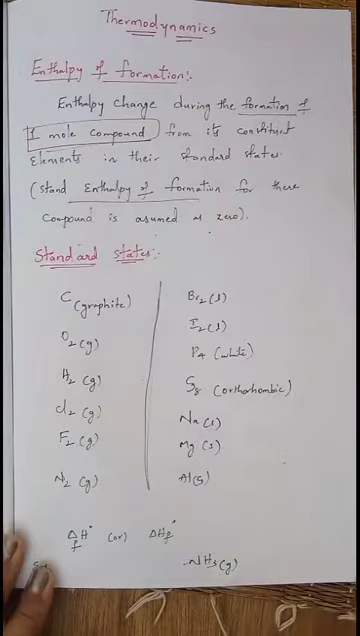 Thermodynamics
Enthalpy of formation:-
Enthalpy change during the formation of
1 mole compound from its constituent
Elements in their standard states.
(stand Enthalpy of formation for there
Compound is asumed as zero).
Standard states:-
C (graphite)
O2 (g)
H2 (g)
Cl2 (g)
F2 (g)
N2 (g)
Br2 (l)
I2 (s)
P4 (white)
S8 (orthorhombic)
Na (s)
Mg (s)
Al (s)
ΔfH° (or) ΔHf°
NH3 (g)